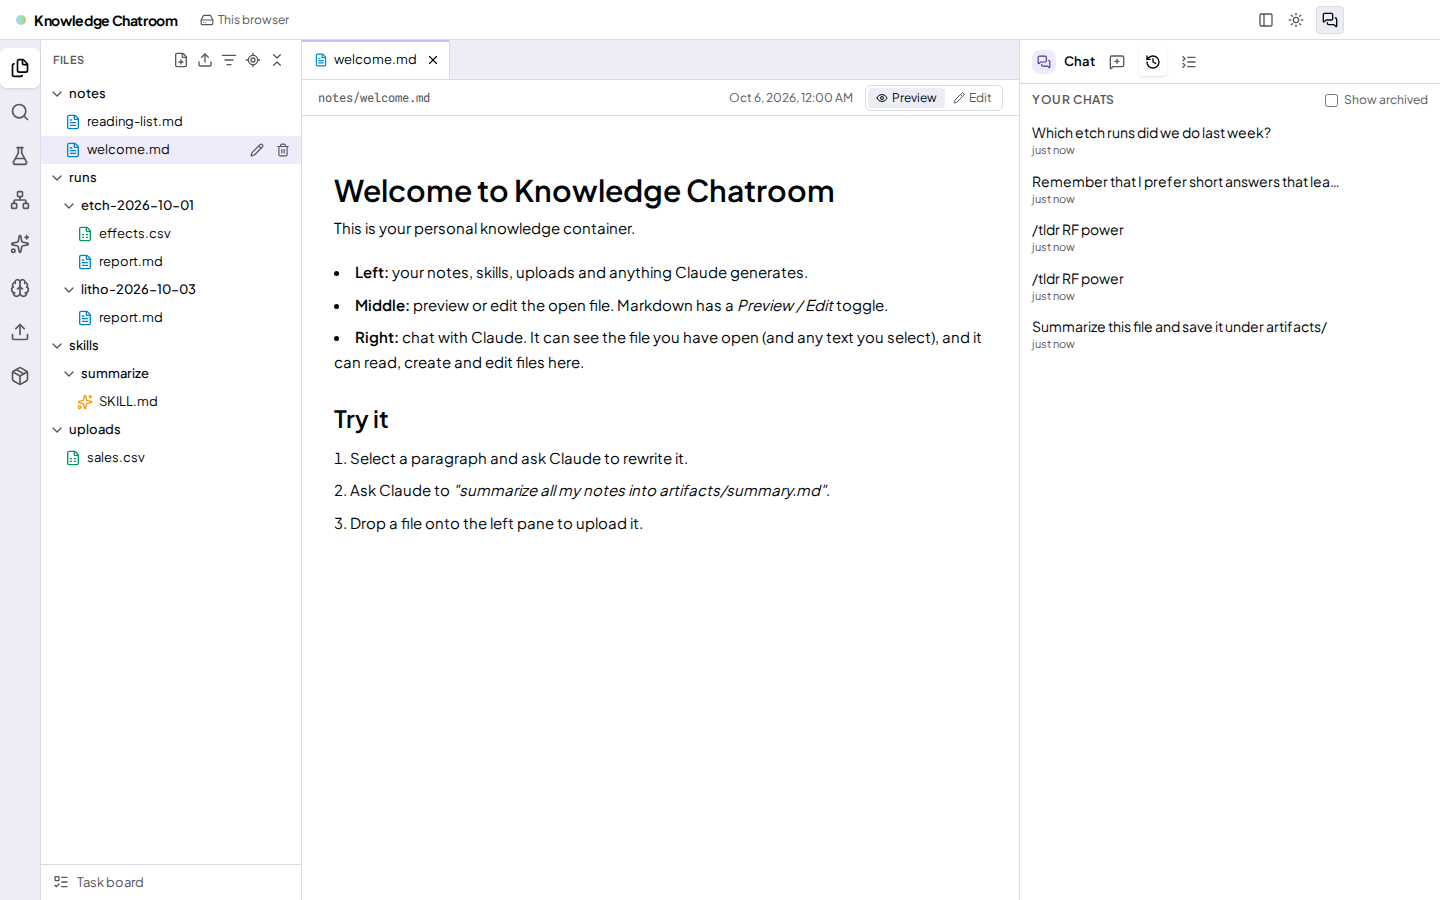 Knowledge Chatroom
This browser
FILES
notes
reading-list.md
welcome.md
runs
etch-2026-10-01
effects.csv
report.md
litho-2026-10-03
report.md
skills
summarize
SKILL.md
uploads
sales.csv
Task board
welcome.md
notes/welcome.md
Oct 6, 2026, 12:00 AM
Preview
Edit
Welcome to Knowledge Chatroom
This is your personal knowledge container.
• Left: your notes, skills, uploads and anything Claude generates.
• Middle: preview or edit the open file. Markdown has a Preview / Edit toggle.
• Right: chat with Claude. It can see the file you have open (and any text you select), and it
can read, create and edit files here.
Try it
1. Select a paragraph and ask Claude to rewrite it.
2. Ask Claude to "summarize all my notes into artifacts/summary.md".
3. Drop a file onto the left pane to upload it.
Chat
YOUR CHATS
Show archived
Which etch runs did we do last week?
just now
Remember that I prefer short answers that lea...
just now
/tldr RF power
just now
/tldr RF power
just now
Summarize this file and save it under artifacts/
just now